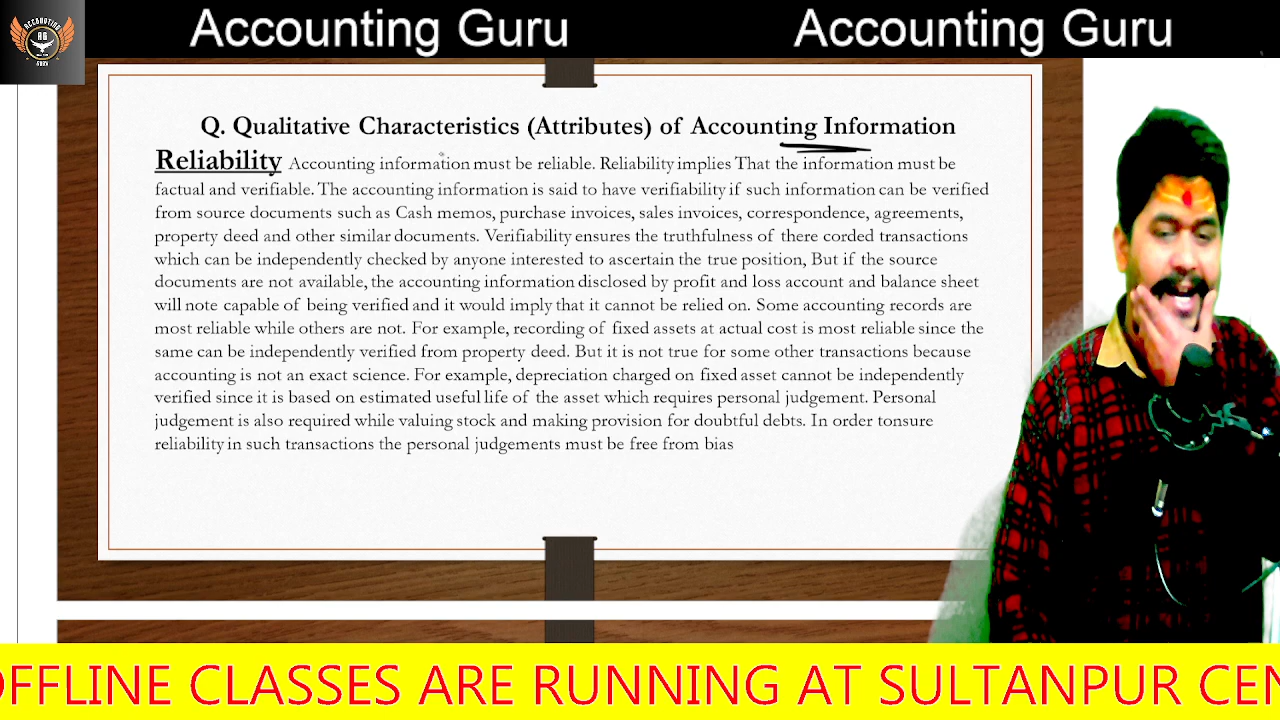 Accounting Guru
Accounting Guru
ACCOUNTING
AG
GURU
Q. Qualitative Characteristics (Attributes) of Accounting Information
Reliability Accounting information must be reliable. Reliability implies That the information must be
factual and verifiable. The accounting information is said to have verifiability if such information can be verified
from source documents such as Cash memos, purchase invoices, sales invoices, correspondence, agreements,
property deed and other similar documents. Verifiability ensures the truthfulness of there corded transactions
which can be independently checked by anyone interested to ascertain the true position, But if the source
documents are not available, the accounting information disclosed by profit and loss account and balance sheet
will note capable of being verified and it would imply that it cannot be relied on. Some accounting records are
most reliable while others are not. For example, recording of fixed assets at actual cost is most reliable since the
same can be independently verified from property deed. But it is not true for some other transactions because
accounting is not an exact science. For example, depreciation charged on fixed asset cannot be independently
verified since it is based on estimated useful life of the asset which requires personal judgement. Personal
judgement is also required while valuing stock and making provision for doubtful debts. In order tonsure
reliability in such transactions the personal judgements must be free from bias
OFFLINE CLASSES ARE RUNNING AT SULTANPUR CEN